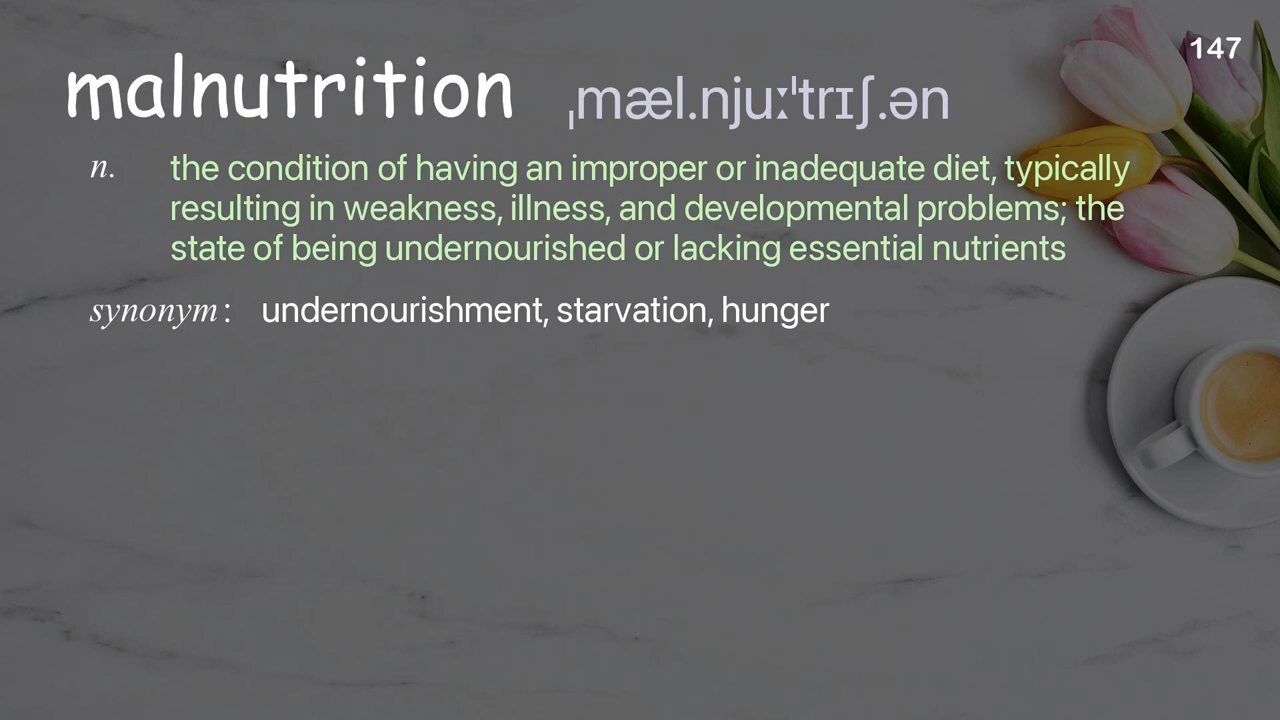 147
malnutrition ˌmæl.njuːˈtrɪʃ.ən
n. the condition of having an improper or inadequate diet, typically
resulting in weakness, illness, and developmental problems; the
state of being undernourished or lacking essential nutrients
synonym: undernourishment, starvation, hunger